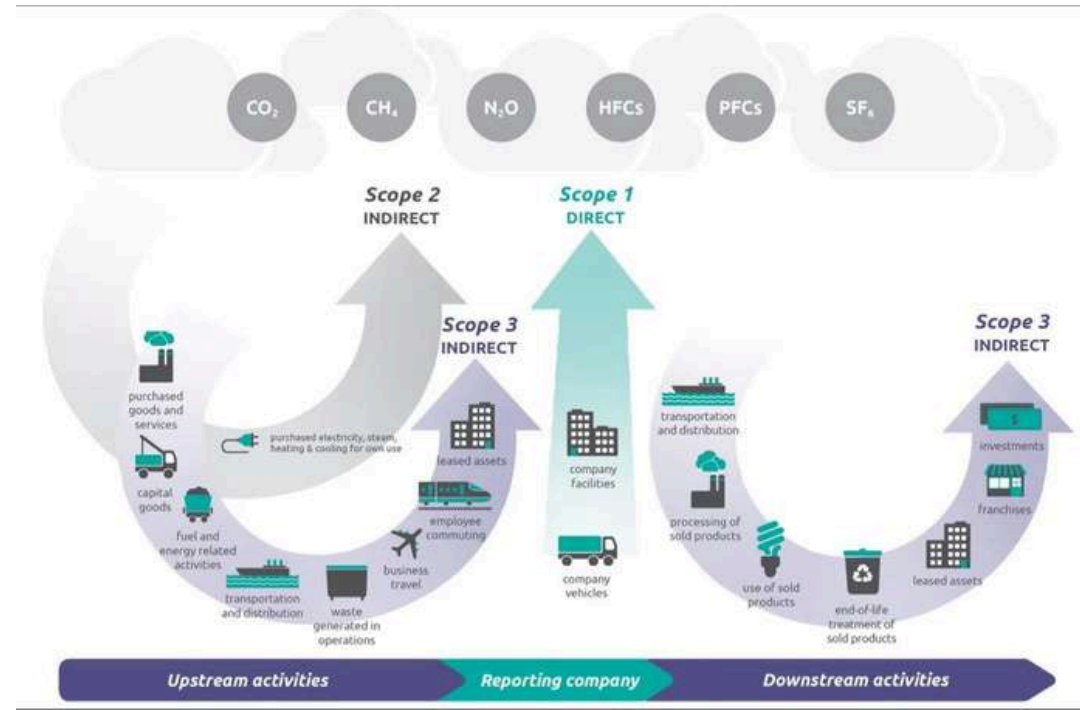 CO₂
CH₄
N₂O
HFCs
PFCs
SF₆
Scope 2
INDIRECT
Scope 1
DIRECT
Scope 3
INDIRECT
Scope 3
INDIRECT
purchased
goods and
services
capital
goods
fuel and
energy related
activities
transportation
and distribution
waste
generated in
operations
business
travel
employee
commuting
leased assets
purchased electricity, steam,
heating & cooling for own use
company
facilities
company
vehicles
transportation
and distribution
processing of
sold products
use of sold
products
end-of-life
treatment of
sold products
leased assets
franchises
$
investments
Upstream activities
Reporting company
Downstream activities